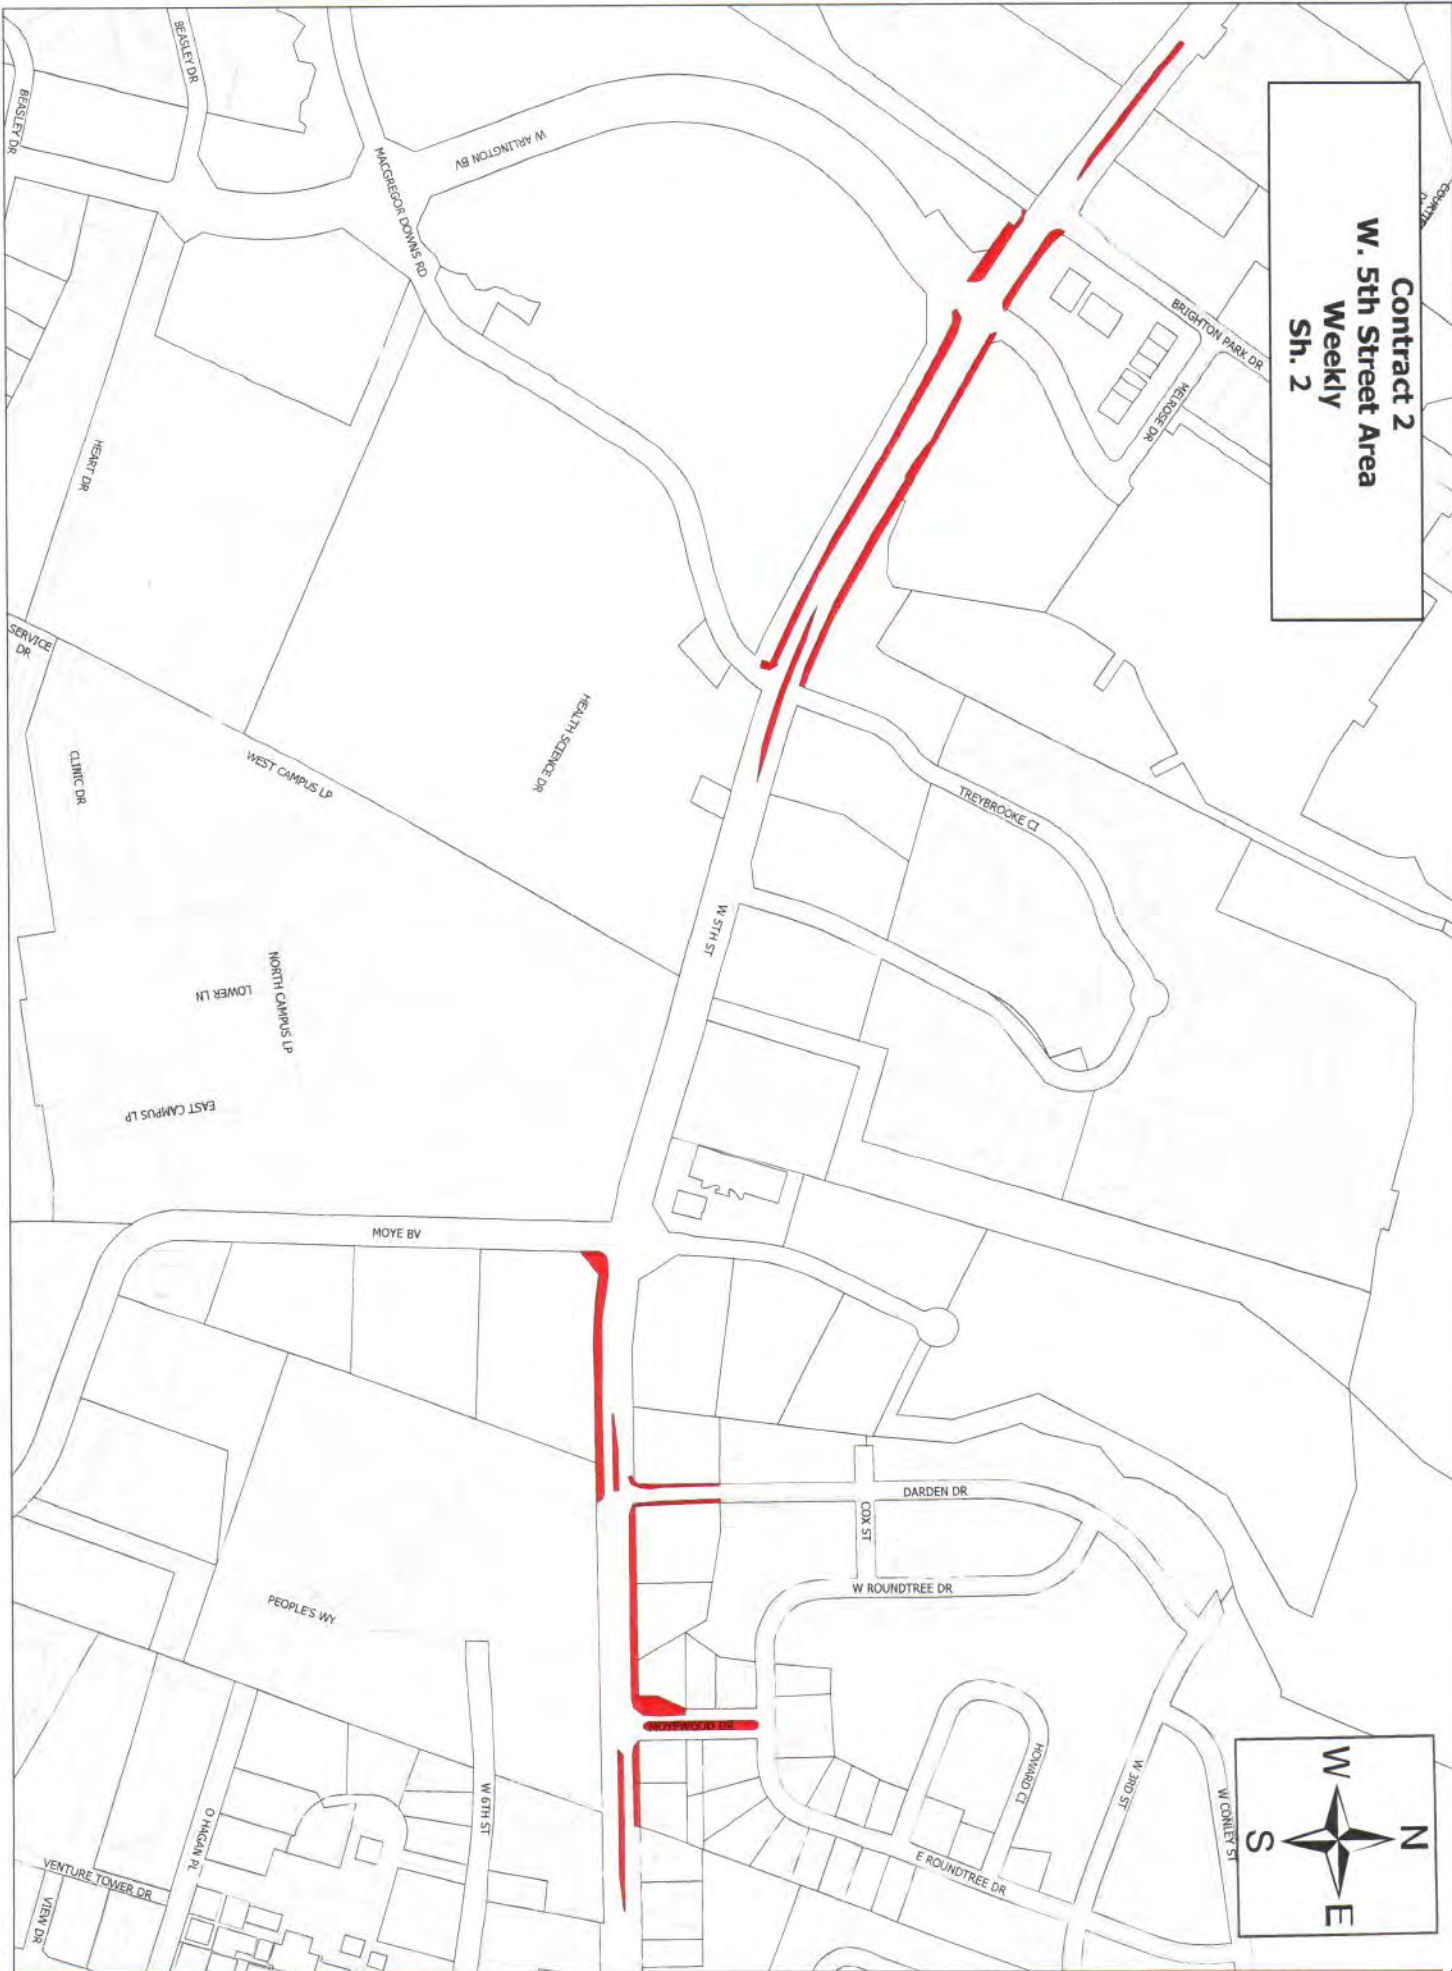 Contract 2
W. 5th Street Area
Weekly
Sh. 2
BEASLEY DR
BEASLEY DR
W ARLINGTON BV
MACGREGOR DOWNS RD
BRIGHTON PARK DR
MELROSE DR
HEART DR
SERVICE
DR
CLINIC DR
WEST CAMPUS LP
HEALTH SCIENCE DR
TREYBROOKE CI
W 5TH ST
LOWER LN
NORTH CAMPUS LP
EAST CAMPUS LP
MOYE BV
DARDEN DR
COX ST
W ROUNDTREE DR
PEOPLE'S WY
MOYEWOOD DR
HOWARD CI
W 3RD ST
W CONLEY ST
E ROUNDTREE DR
W 6TH ST
O HAGAN PL
VENTURE TOWER DR
VIEW DR
N
W
E
S